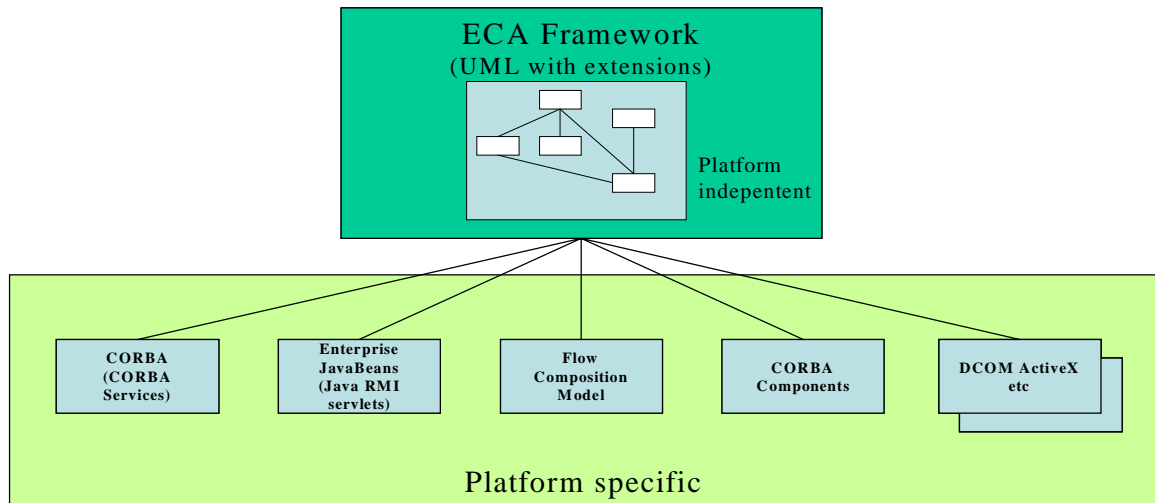 ECA Framework
(UML with extensions)
Platform
indepentent
CORBA
(CORBA
Services)
Enterprise
JavaBeans
(Java RMI
servlets)
Flow
Composition
Model
CORBA
Components
DCOM ActiveX
etc
Platform specific